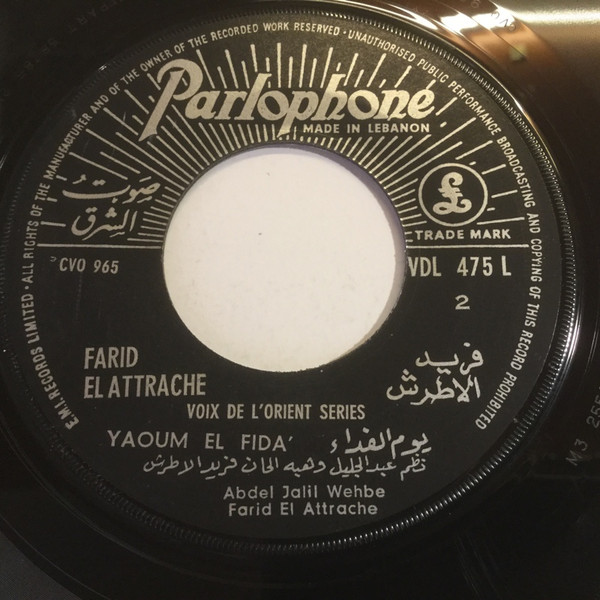 E.M.I. RECORDS LIMITED · ALL RIGHTS OF THE MANUFACTURER AND OF THE OWNER OF THE RECORDED WORK RESERVED · UNAUTHORISED PUBLIC PERFORMANCE BROADCASTING AND COPYING OF THIS RECORD PROHIBITED
Parlophone
MADE IN LEBANON
صوت
الشرق
£
TRADE MARK
CVO 965
VDL 475 L
2
FARID
EL ATTRACHE
فريد
الاطرش
VOIX DE L'ORIENT SERIES
YAOUM EL FIDA' يوم الفداء
نظم عبد الجليل وهبه الحان فريد الاطرش
Abdel Jalil Wehbe
Farid El Attrache